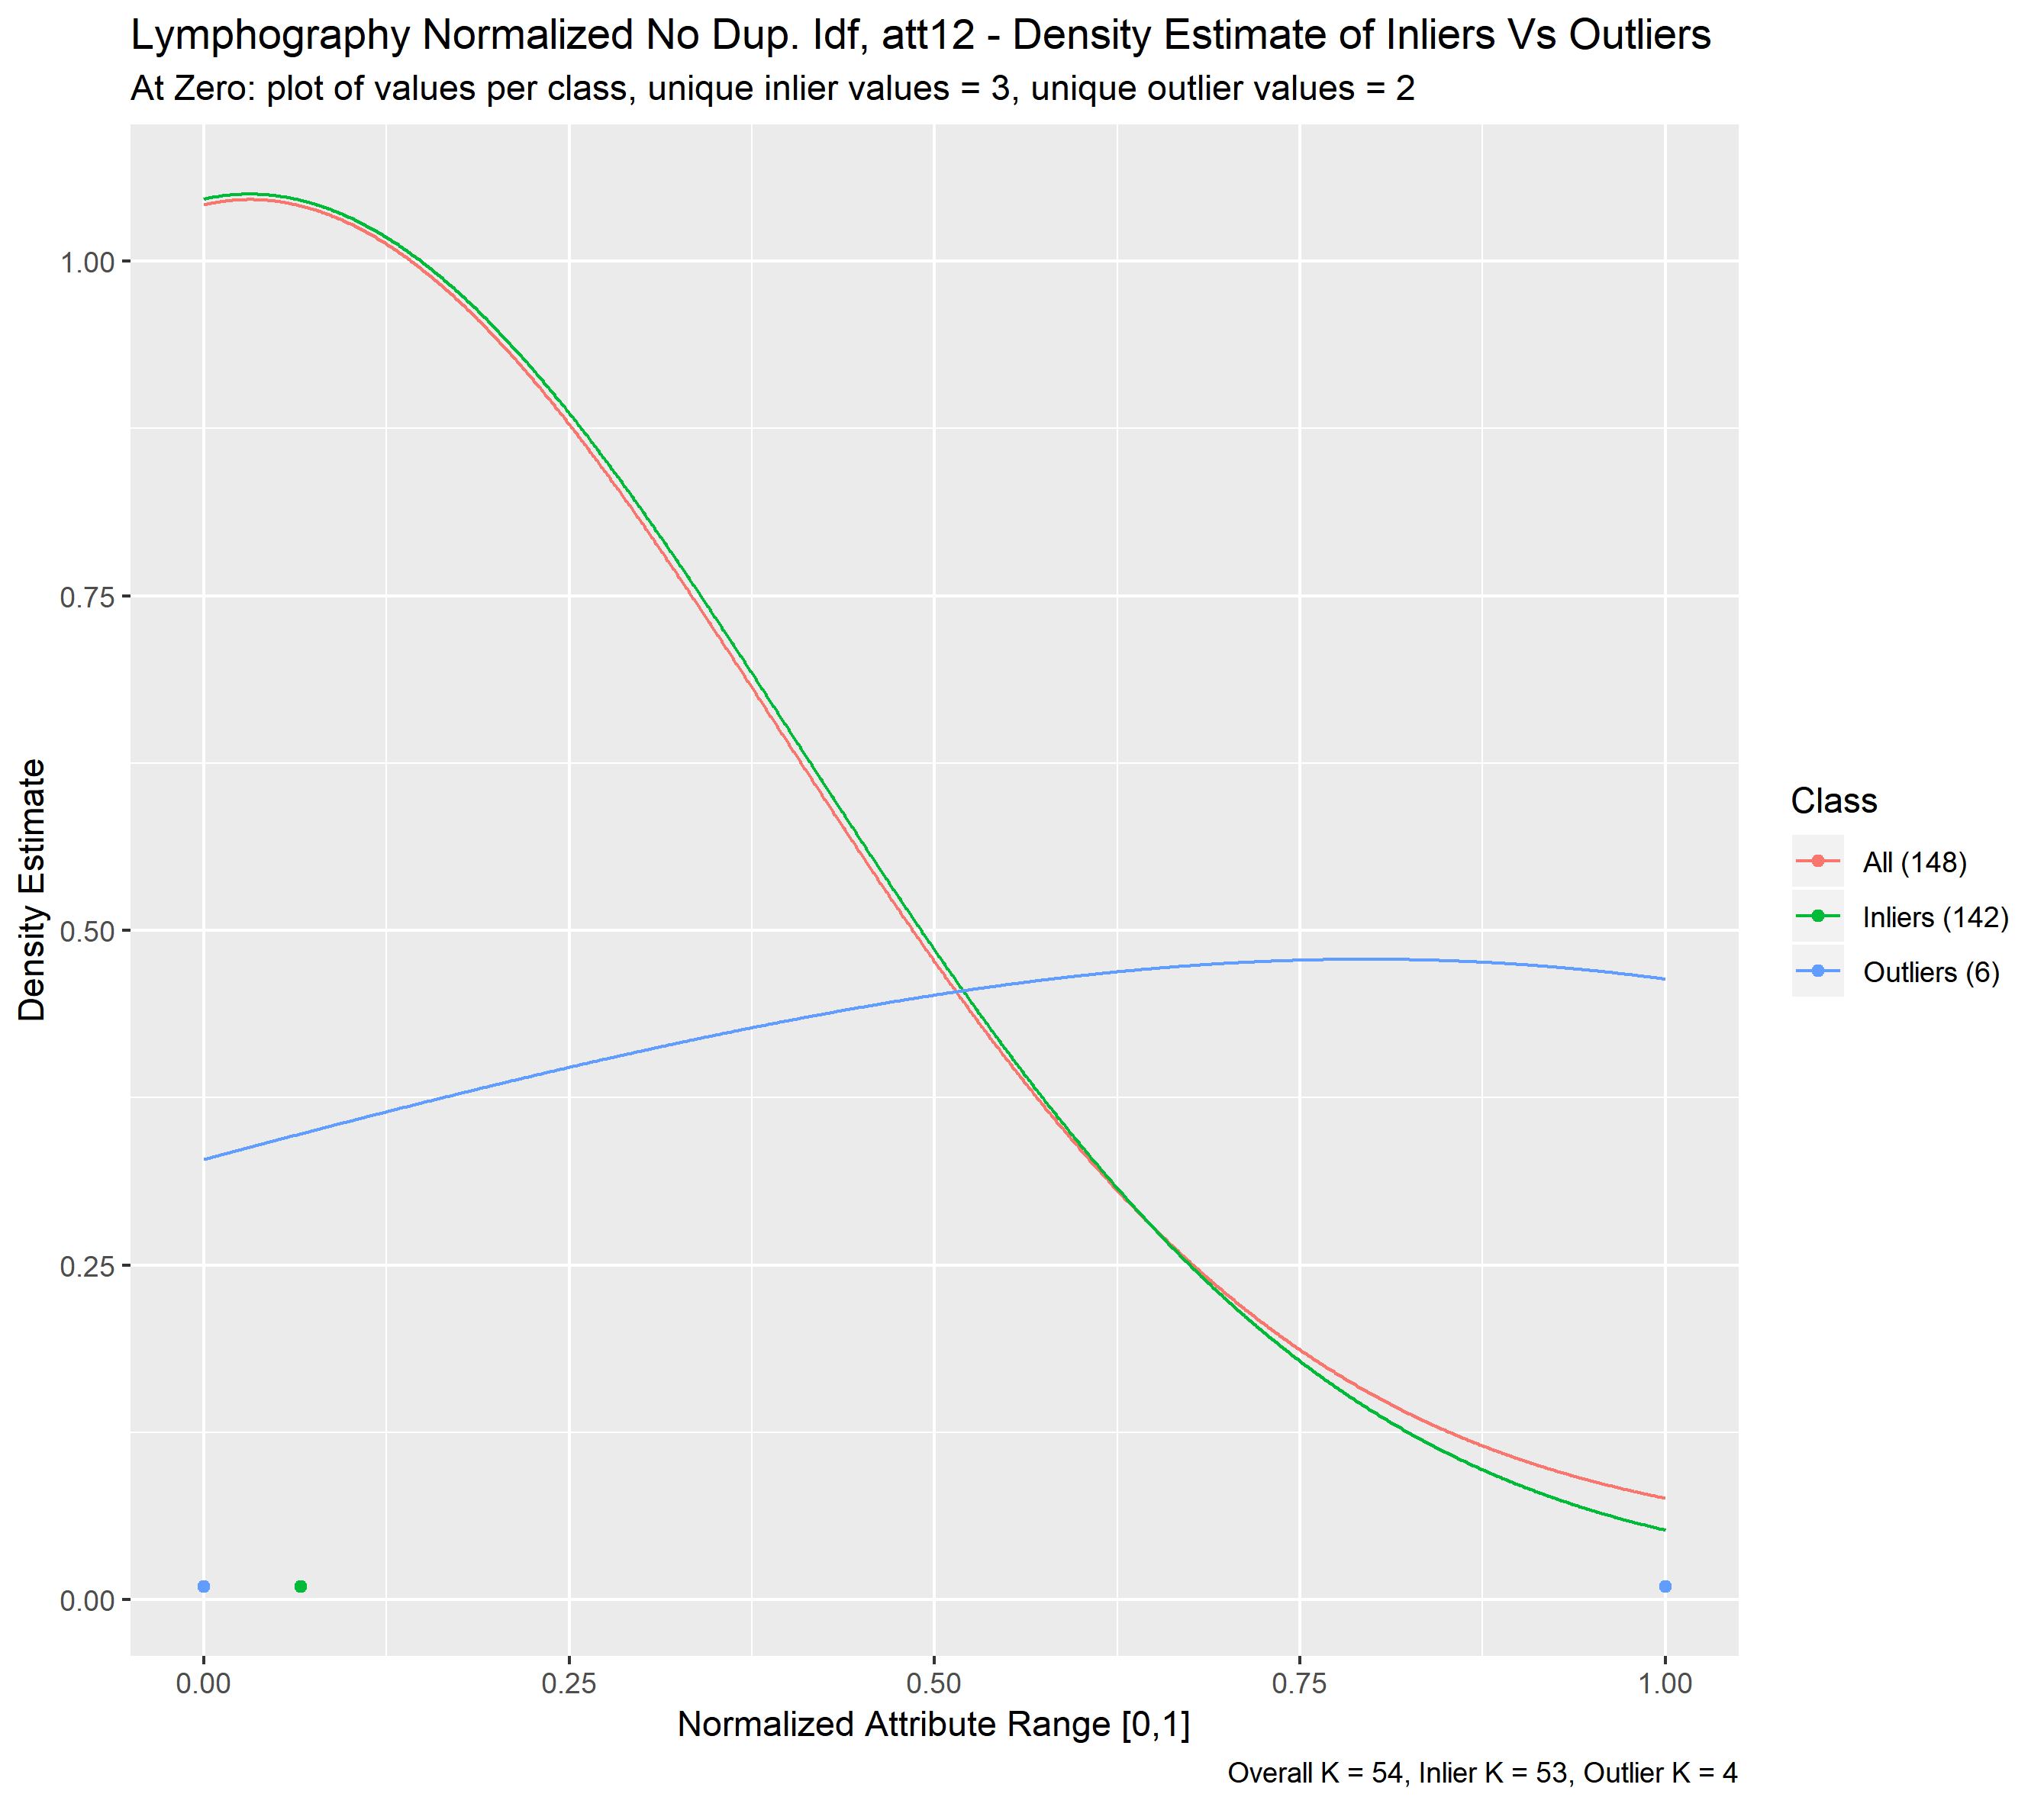 Lymphography Normalized No Dup. Idf, att12 - Density Estimate of Inliers Vs Outliers
At Zero: plot of values per class, unique inlier values = 3, unique outlier values = 2
1.00
0.75
0.50
0.25
0.00
Density Estimate
0.00 0.25 0.50 0.75 1.00
Normalized Attribute Range [0,1]
Class
All (148)
Inliers (142)
Outliers (6)
Overall K = 54, Inlier K = 53, Outlier K = 4